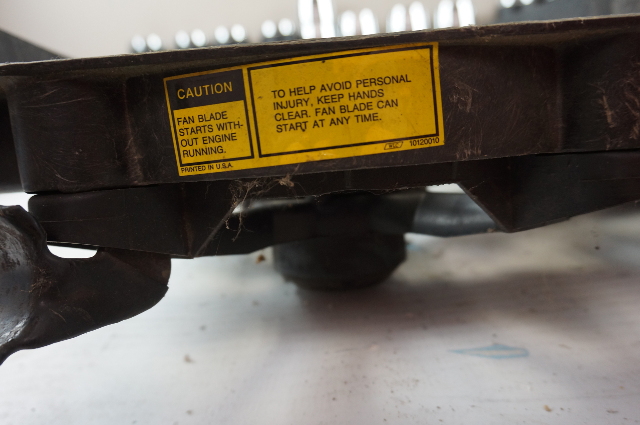 CAUTION
FAN BLADE
STARTS WITH-
OUT ENGINE
RUNNING.
TO HELP AVOID PERSONAL
INJURY, KEEP HANDS
CLEAR. FAN BLADE CAN
START AT ANY TIME.
PRINTED IN U.S.A.
10120010